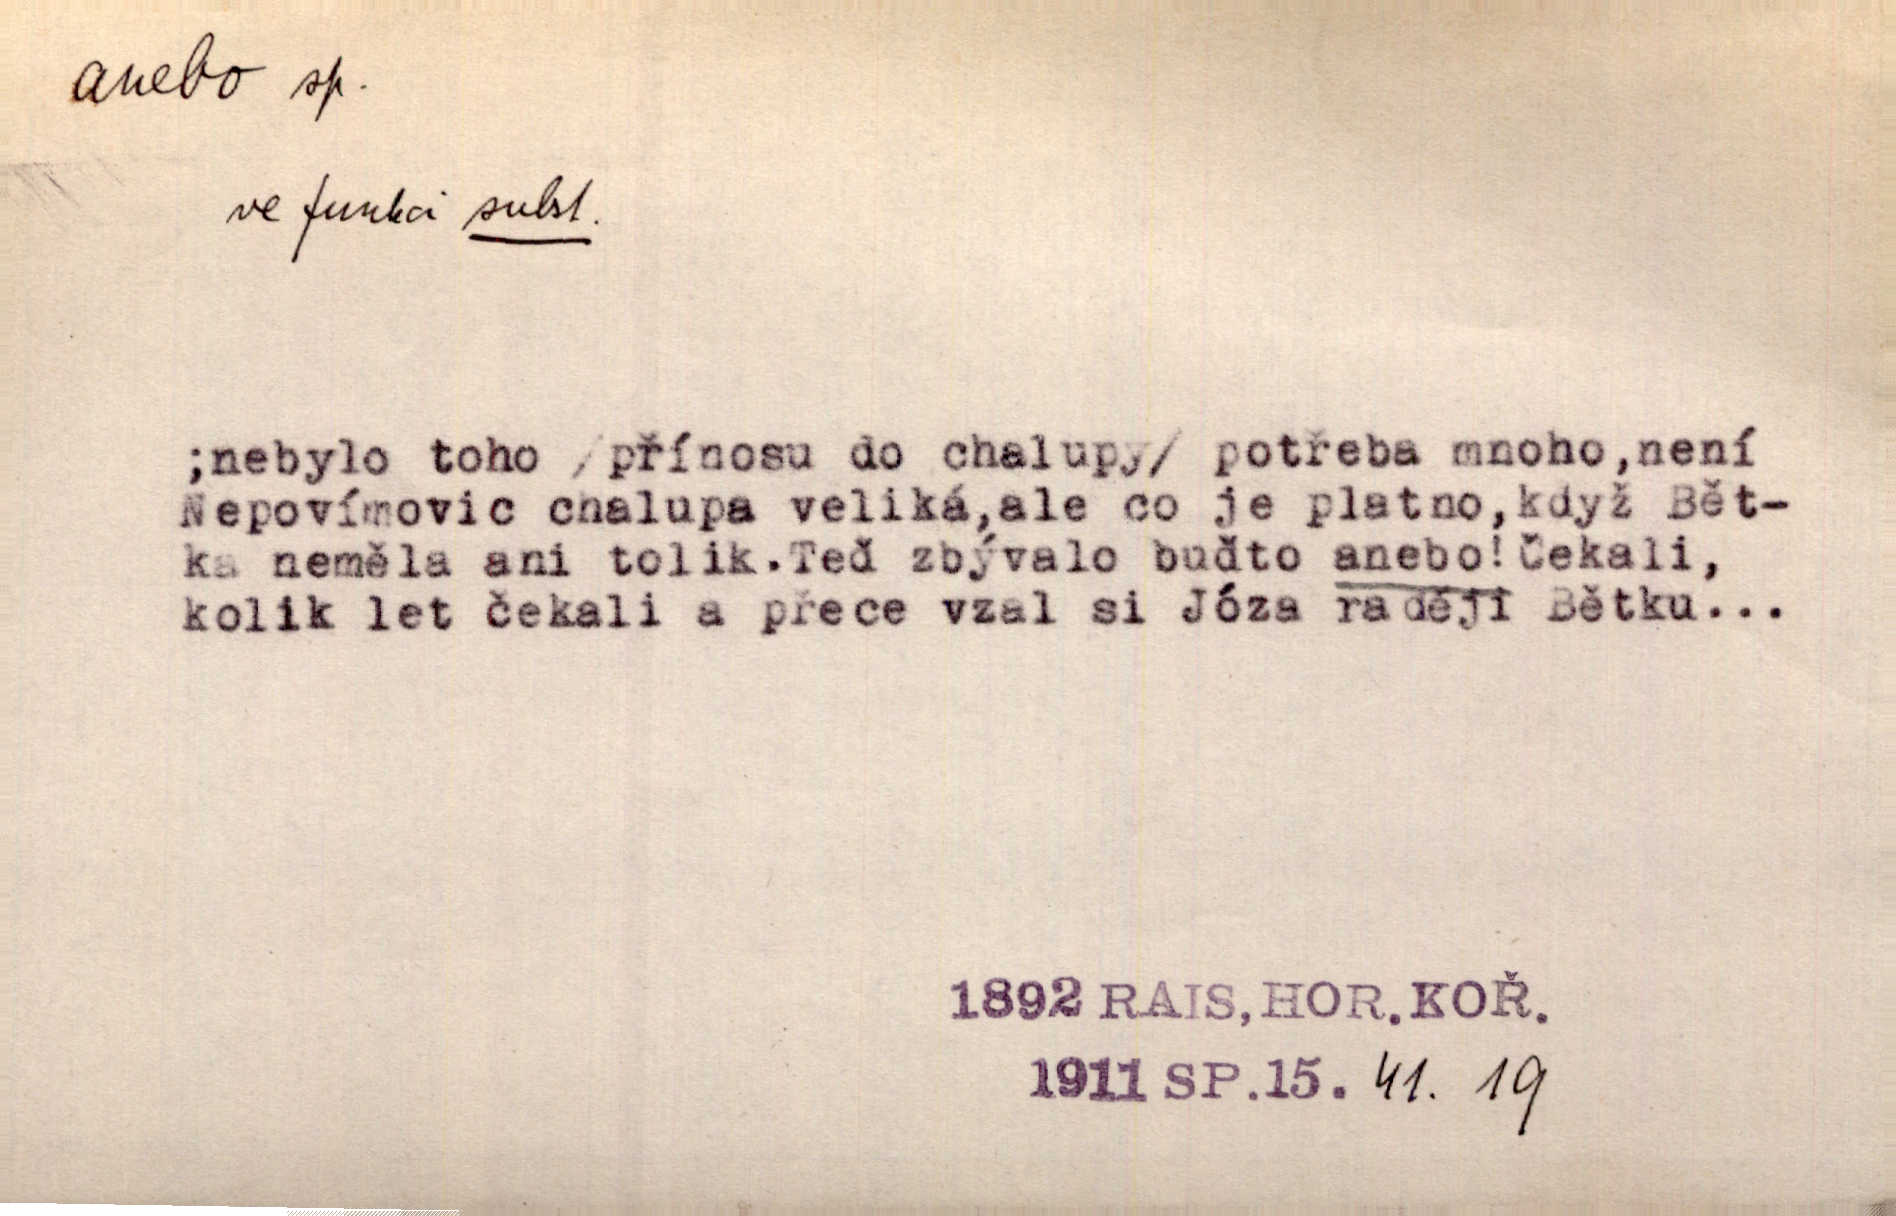 anebo sp.
ve funkci subst.
;nebylo toho /přínosu do chalupy/ potřeba mnoho,není
Nepovímovic chalupa veliká,ale co je platno,když Bět-
ka neměla ani tolik.Teď zbývalo buďto anebo!Čekali,
kolik let čekali a přece vzal si Józa raději Bětku...
1892 RAIS, HOR. KOŘ.
1911 SP. 15. 41. 19